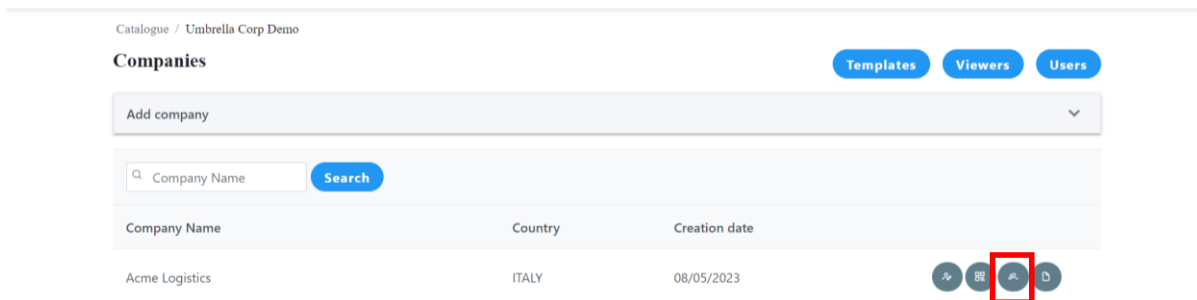 Catalogue / Umbrella Corp Demo
Companies
Templates Viewers Users
Add company
Company Name Search
Company Name Country Creation date
Acme Logistics ITALY 08/05/2023